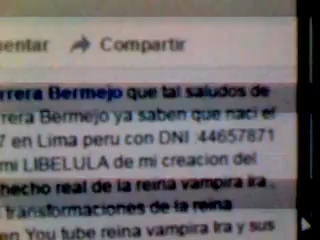 entar Compartir
rrera Bermejo que tal saludos de
rrera Bermejo ya saben que naci el
7 en Lima peru con DNI :44657871
mi LIBELULA de mi creacion del
hecho real de la reina vampira Ira .
transformaciones de la reina
en You tube reina vampira Ira y sus